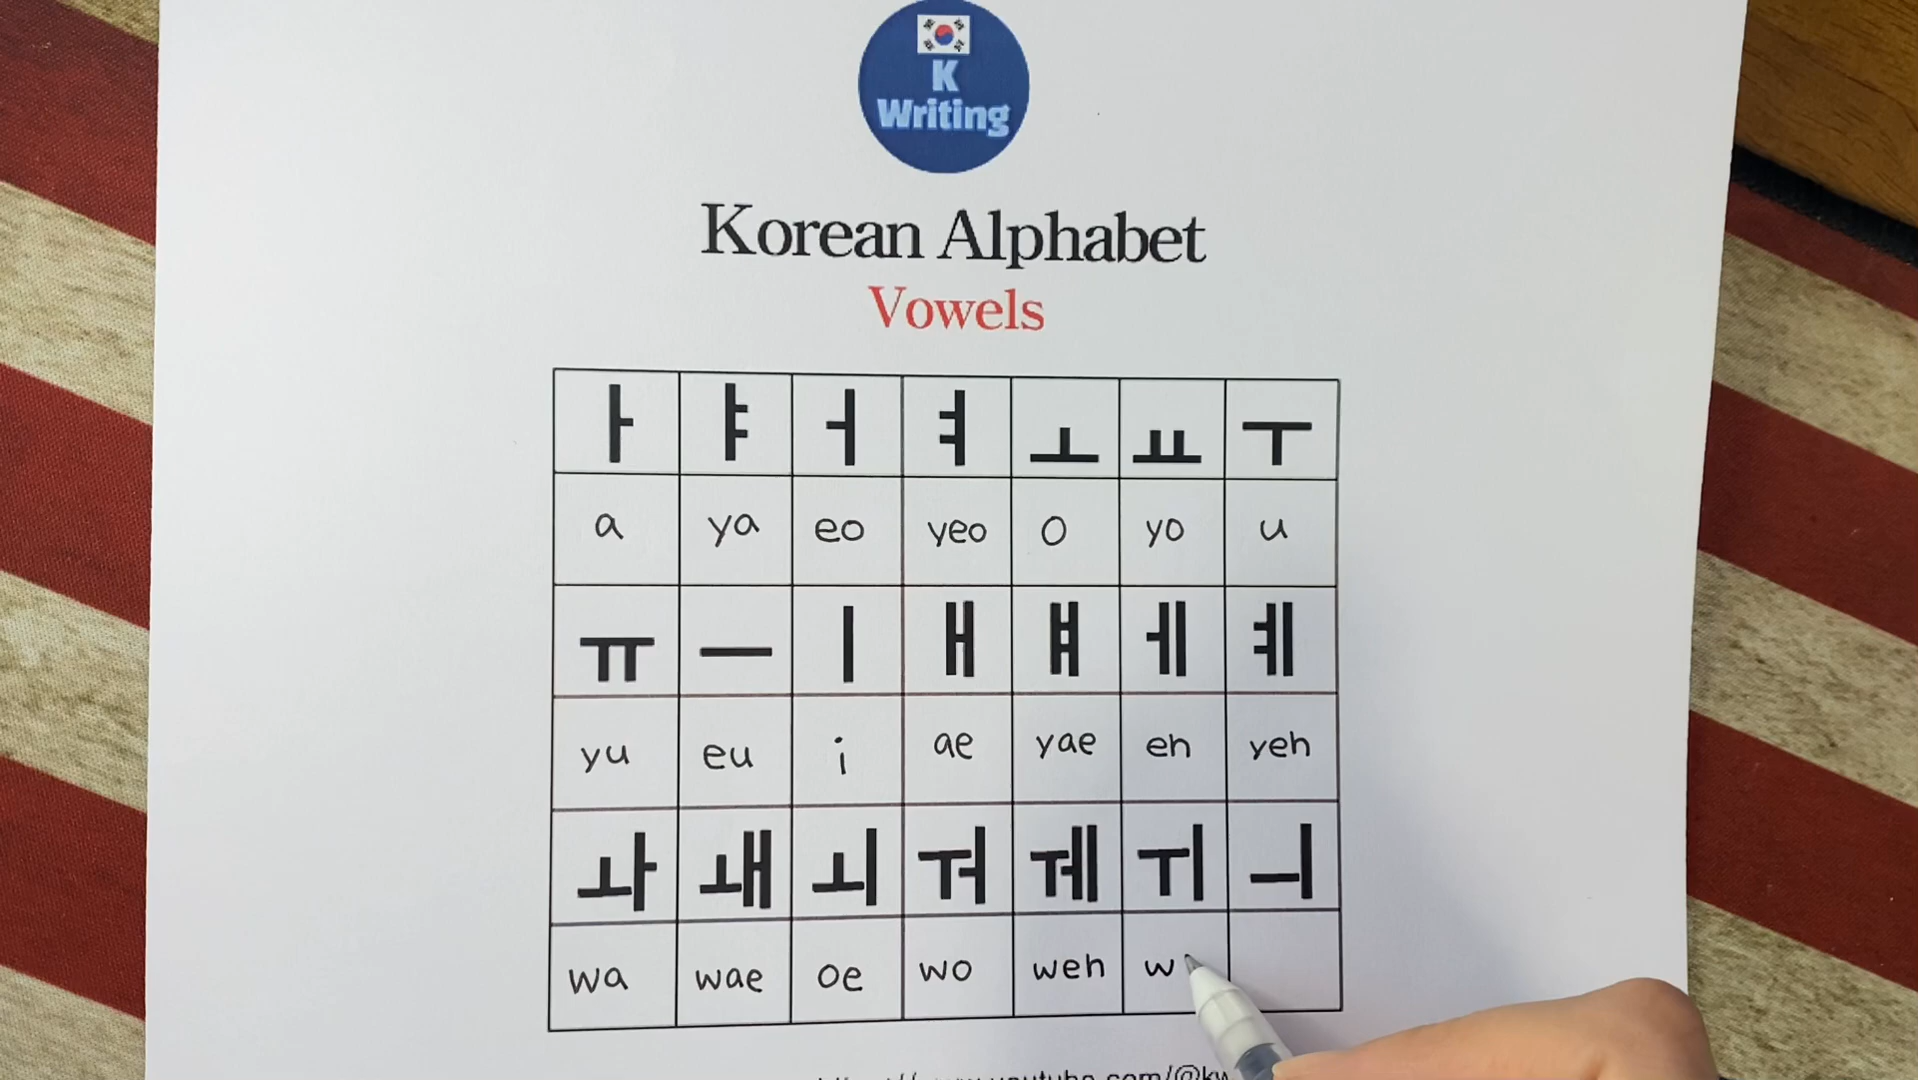 K
Writing
Korean Alphabet
Vowels
ㅏ ㅑ ㅓ ㅕ ㅗ ㅛ ㅜ
a ya eo yeo o yo u
ㅠ ㅡ ㅣ ㅐ ㅒ ㅔ ㅖ
yu eu i ae yae eh yeh
ㅘ ㅙ ㅚ ㅝ ㅞ ㅟ ㅢ
wa wae oe wo weh w